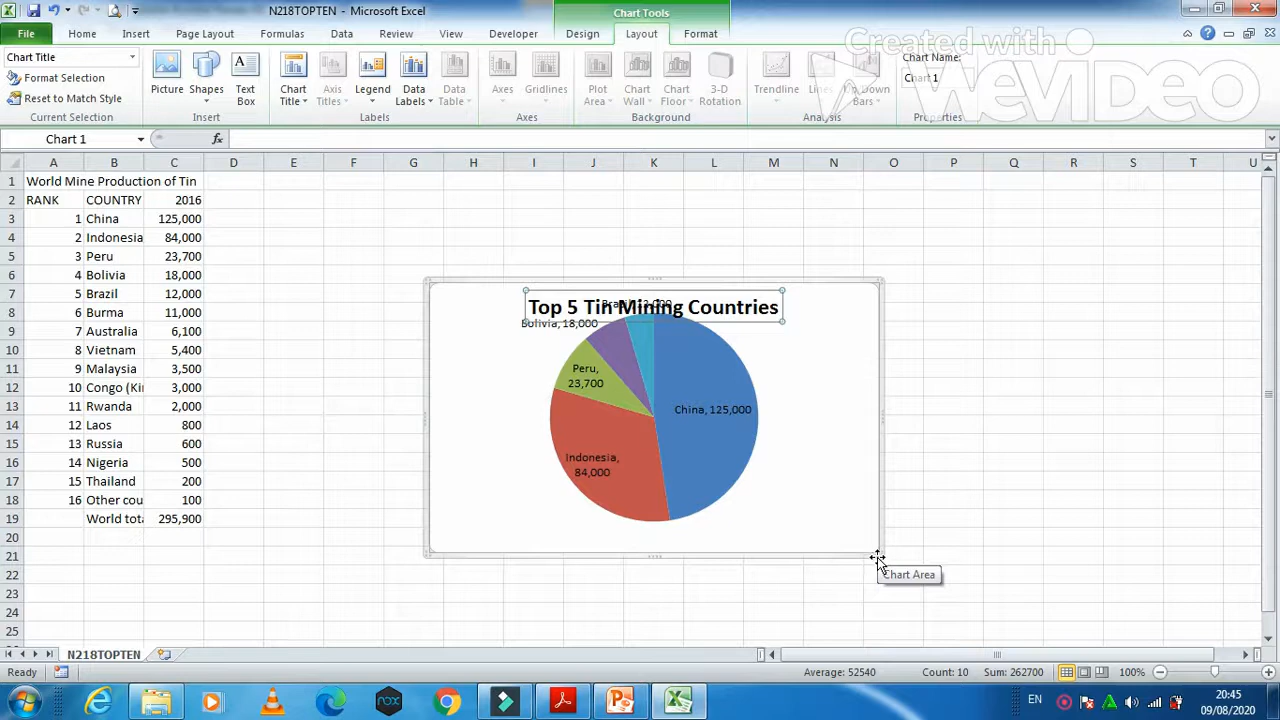 N218TOPTEN - Microsoft Excel
Chart Tools
File Home Insert Page Layout Formulas Data Review View Developer Design Layout Format
Created with
WeVideo
Chart Title
Format Selection
Reset to Match Style
Current Selection
Picture Shapes Text Box
Insert
Chart Title Axis Titles Legend Data Labels Data Table
Labels
Axes Gridlines
Axes
Plot Area Chart Wall Chart Floor 3-D Rotation
Background
Trendline Lines Bars
Analysis
Chart Name:
Chart 1
Properties
Chart 1 fx
A B C D E F G H I J K L M N O P Q R S T U
1 World Mine Production of Tin
2 RANK COUNTRY 2016
3 1 China 125,000
4 2 Indonesia 84,000
5 3 Peru 23,700
6 4 Bolivia 18,000
7 5 Brazil 12,000
8 6 Burma 11,000
9 7 Australia 6,100
10 8 Vietnam 5,400
11 9 Malaysia 3,500
12 10 Congo (Ki 3,000
13 11 Rwanda 2,000
14 12 Laos 800
15 13 Russia 600
16 14 Nigeria 500
17 15 Thailand 200
18 16 Other cou 100
19 World tota 295,900
20
21
22
23
24
25
Top 5 Tin Mining Countries
Bolivia, 18,000
Peru,
23,700
China, 125,000
Indonesia,
84,000
Chart Area
N218TOPTEN
Ready Average: 52540 Count: 10 Sum: 262700 100%
EN 20:45
09/08/2020